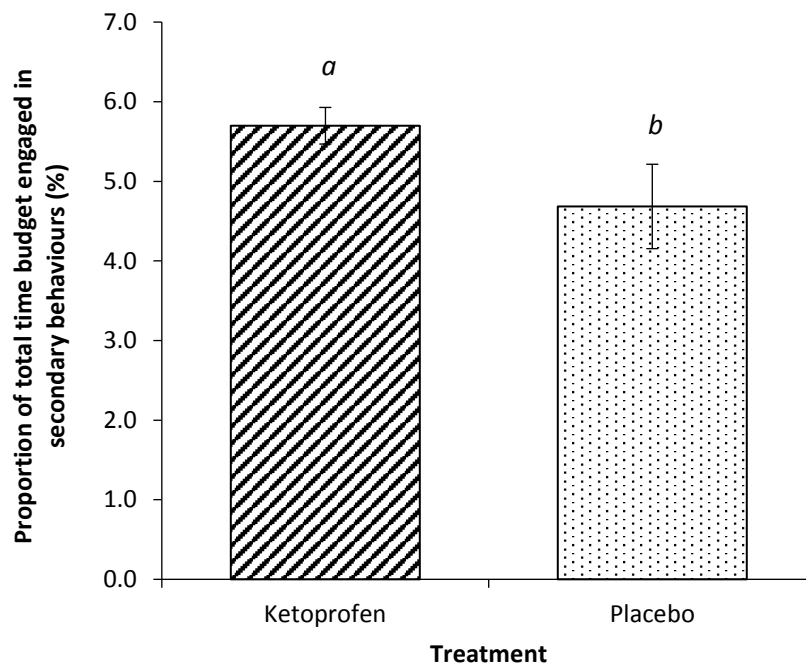 Proportion of total time budget engaged in
secondary behaviours (%)
7.0
6.0
5.0
4.0
3.0
2.0
1.0
0.0
a
b
Ketoprofen
Placebo
Treatment